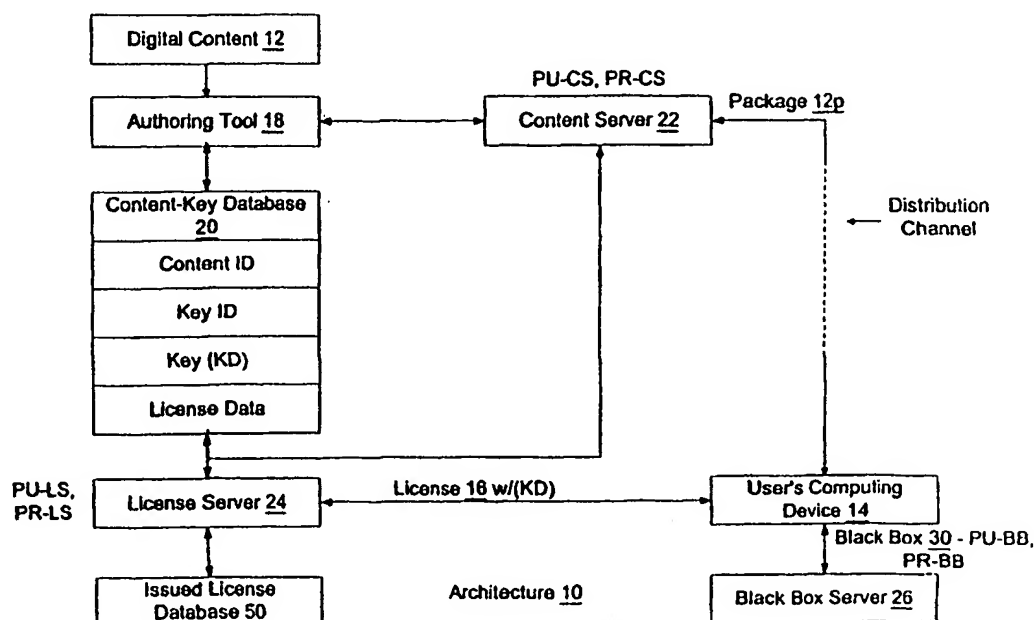 Digital Content 12
PU-CS, PR-CS
Package 12p
Authoring Tool 18
Content Server 22
Content-Key Database
20
Distribution
Channel
Content ID
Key ID
Key (KD)
License Data
PU-LS,
PR-LS
License Server 24
License 16 w/(KD)
User's Computing
Device 14
Black Box 30 - PU-BB,
PR-BB
Issued License
Database 50
Architecture 10
Black Box Server 26